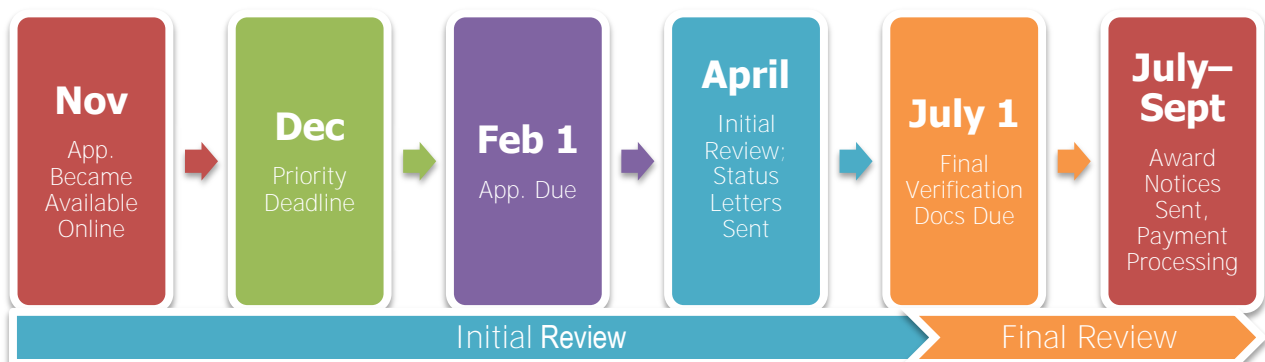 Nov
App.
Became
Available
Online
Dec
Priority
Deadline
Feb 1
App. Due
April
Initial
Review;
Status
Letters
Sent
July 1
Final
Verification
Docs Due
July—
Sept
Award
Notices
Sent,
Payment
Processing
Initial Review
Final Review